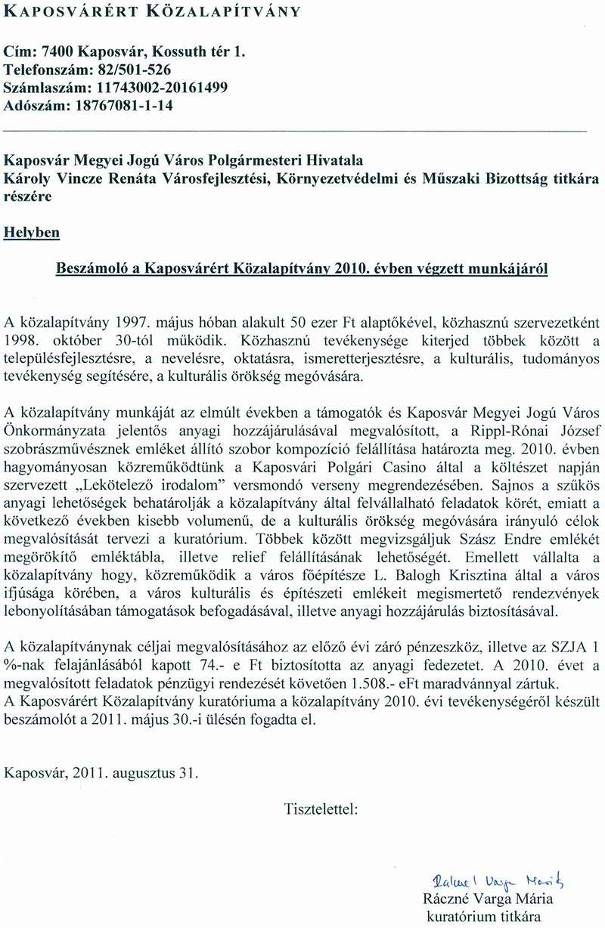 KAPOSVÁRÉRT KÖZALAPÍTVÁNY
Cím: 7400 Kaposvár, Kossuth tér 1.
Telefonszám: 82/501-526
Számlaszám: 11743002-20161499
Adószám: 18767081-1-14
Kaposvár Megyei Jogú Város Polgármesteri Hivatala
Károly Vincze Renáta Városfejlesztési, Környezetvédelmi és Műszaki Bizottság titkára
részére
Helyben
Beszámoló a Kaposvárért Közalapítvány 2010. évben végzett munkájáról
A közalapítvány 1997. május hóban alakult 50 ezer Ft alaptőkével, közhasznú szervezetként
1998. október 30-tól működik. Közhasznú tevékenysége kiterjed többek között a
településfejlesztésre, a nevelésre, oktatásra, ismeretterjesztésre, a kulturális, tudományos
tevékenység segítésére, a kulturális örökség megóvására.
A közalapítvány munkáját az elmúlt években a támogatók és Kaposvár Megyei Jogú Város
Önkormányzata jelentős anyagi hozzájárulásával megvalósított, a Rippl-Rónai József
szobrászművésznek emléket állító szobor kompozíció felállítása határozta meg. 2010. évben
hagyományosan közreműködtünk a Kaposvári Polgári Casino által a költészet napján
szervezett „Lekötelező irodalom” versmondó verseny megrendezésében. Sajnos a szűkös
anyagi lehetőségek behatárolják a közalapítvány által felvállalható feladatok körét, emiatt a
következő években kisebb volumenű, de a kulturális örökség megóvására irányuló célok
megvalósítását tervezi a kuratórium. Többek között megvizsgáljuk Szász Endre emlékét
megörökítő emléktábla, illetve relief felállításának lehetőségét. Emellett vállalta a
közalapítvány hogy, közreműködik a város főépítésze L. Balogh Krisztina által a város
ifjúsága körében, a város kulturális és építészeti emlékeit megismertető rendezvények
lebonyolításában támogatások befogadásával, illetve anyagi hozzájárulás biztosításával.
A közalapítványnak céljai megvalósításához az előző évi záró pénzeszköz, illetve az SZJA 1
%-nak felajánlásából kapott 74.- e Ft biztosította az anyagi fedezetet. A 2010. évet a
megvalósított feladatok pénzügyi rendezését követően 1.508.- eFt maradvánnyal zártuk.
A Kaposvárért Közalapítvány kuratóriuma a közalapítvány 2010. évi tevékenységéről készült
beszámolót a 2011. május 30.-i ülésén fogadta el.
Kaposvár, 2011. augusztus 31.
Tisztelettel:
Ráczné Varga Mária
kuratórium titkára